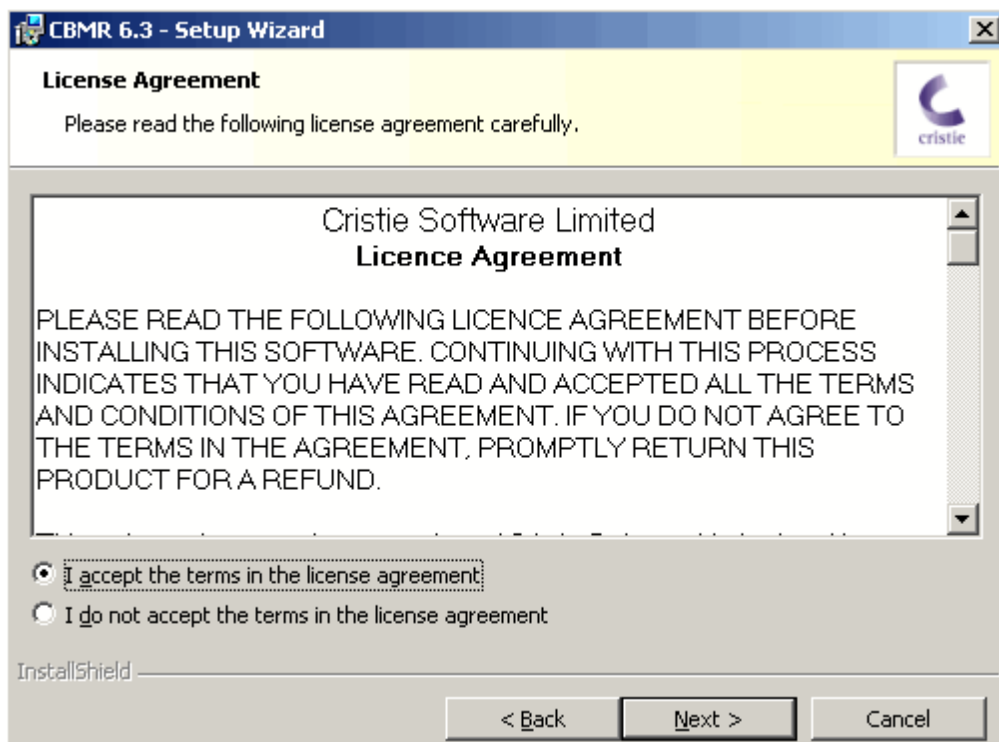 CBMR 6.3 - Setup Wizard
License Agreement
Please read the following license agreement carefully.
cristie
Cristie Software Limited
Licence Agreement
PLEASE READ THE FOLLOWING LICENCE AGREEMENT BEFORE
INSTALLING THIS SOFTWARE. CONTINUING WITH THIS PROCESS
INDICATES THAT YOU HAVE READ AND ACCEPTED ALL THE TERMS
AND CONDITIONS OF THIS AGREEMENT. IF YOU DO NOT AGREE TO
THE TERMS IN THE AGREEMENT, PROMPTLY RETURN THIS
PRODUCT FOR A REFUND.
I accept the terms in the license agreement
I do not accept the terms in the license agreement
InstallShield
< Back
Next >
Cancel